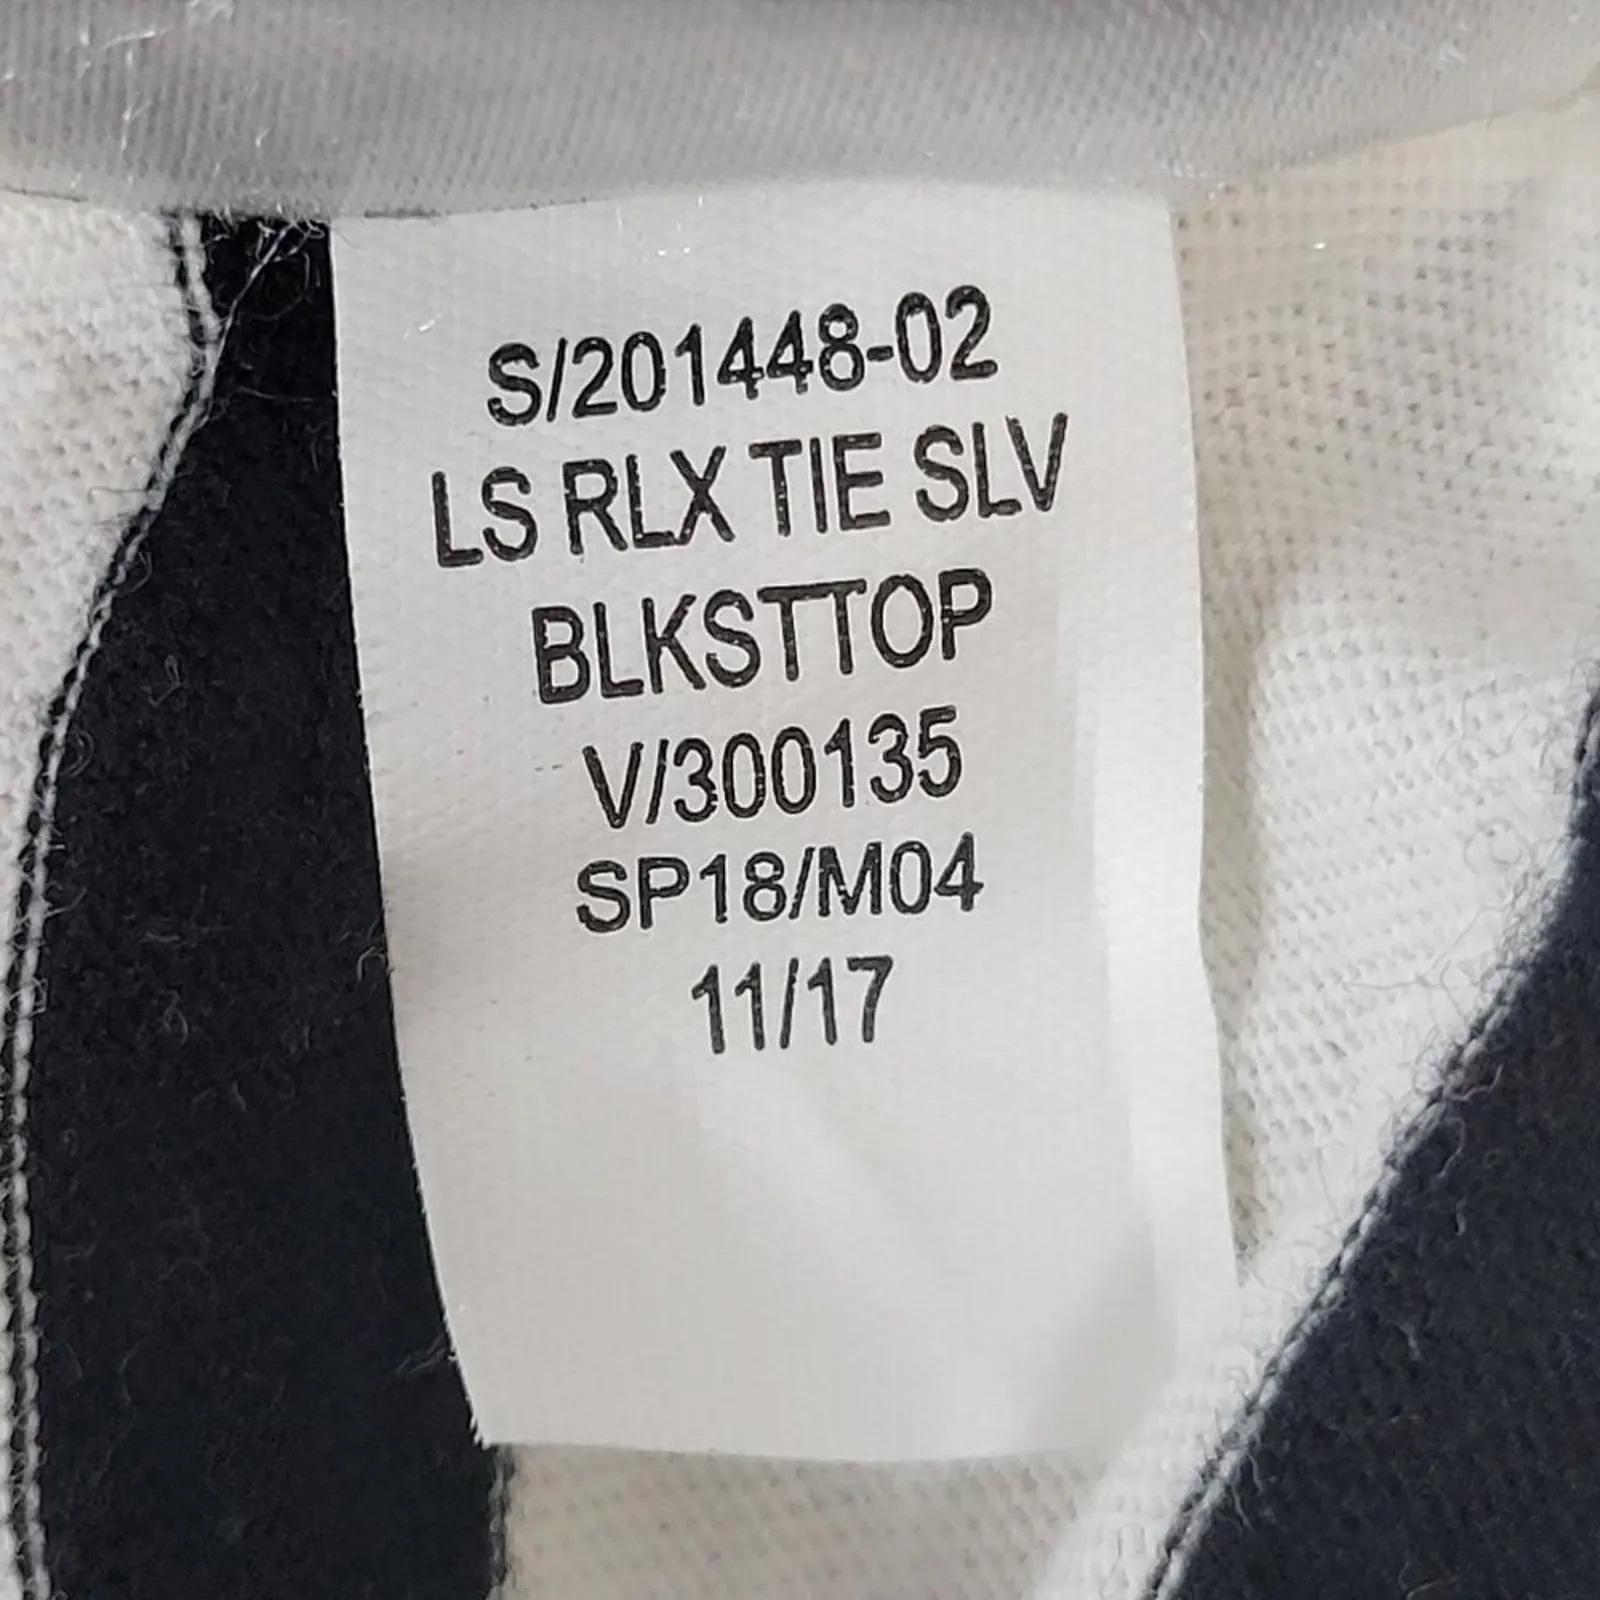 S/201448-02
LS RLX TIE SLV
BLKSTTOP
V/300135
SP18/M04
11/17